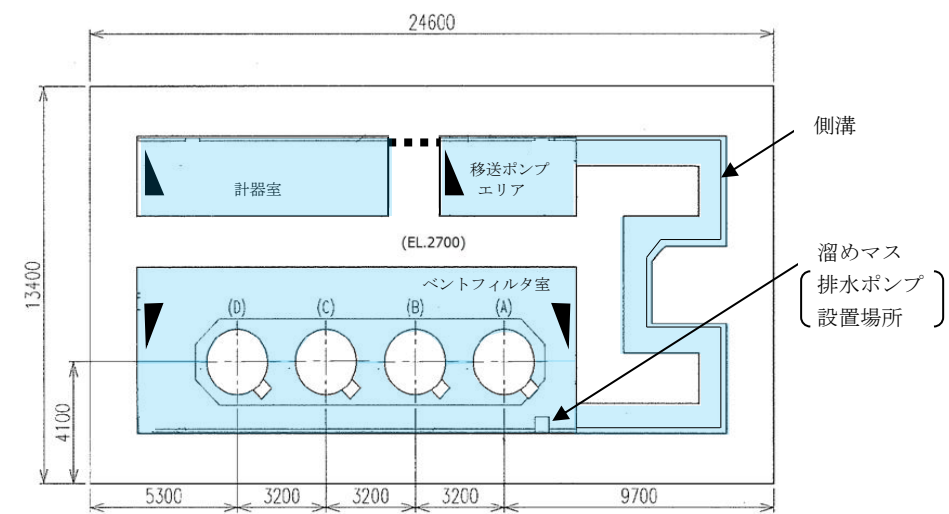 24600
側溝
移送ポンプ
エリア
計器室
(EL.2700)
溜めマス
排水ポンプ
設置場所
ベントフィルタ室
(D)
(C)
(B)
(A)
13400
4100
5300
3200
3200
3200
9700